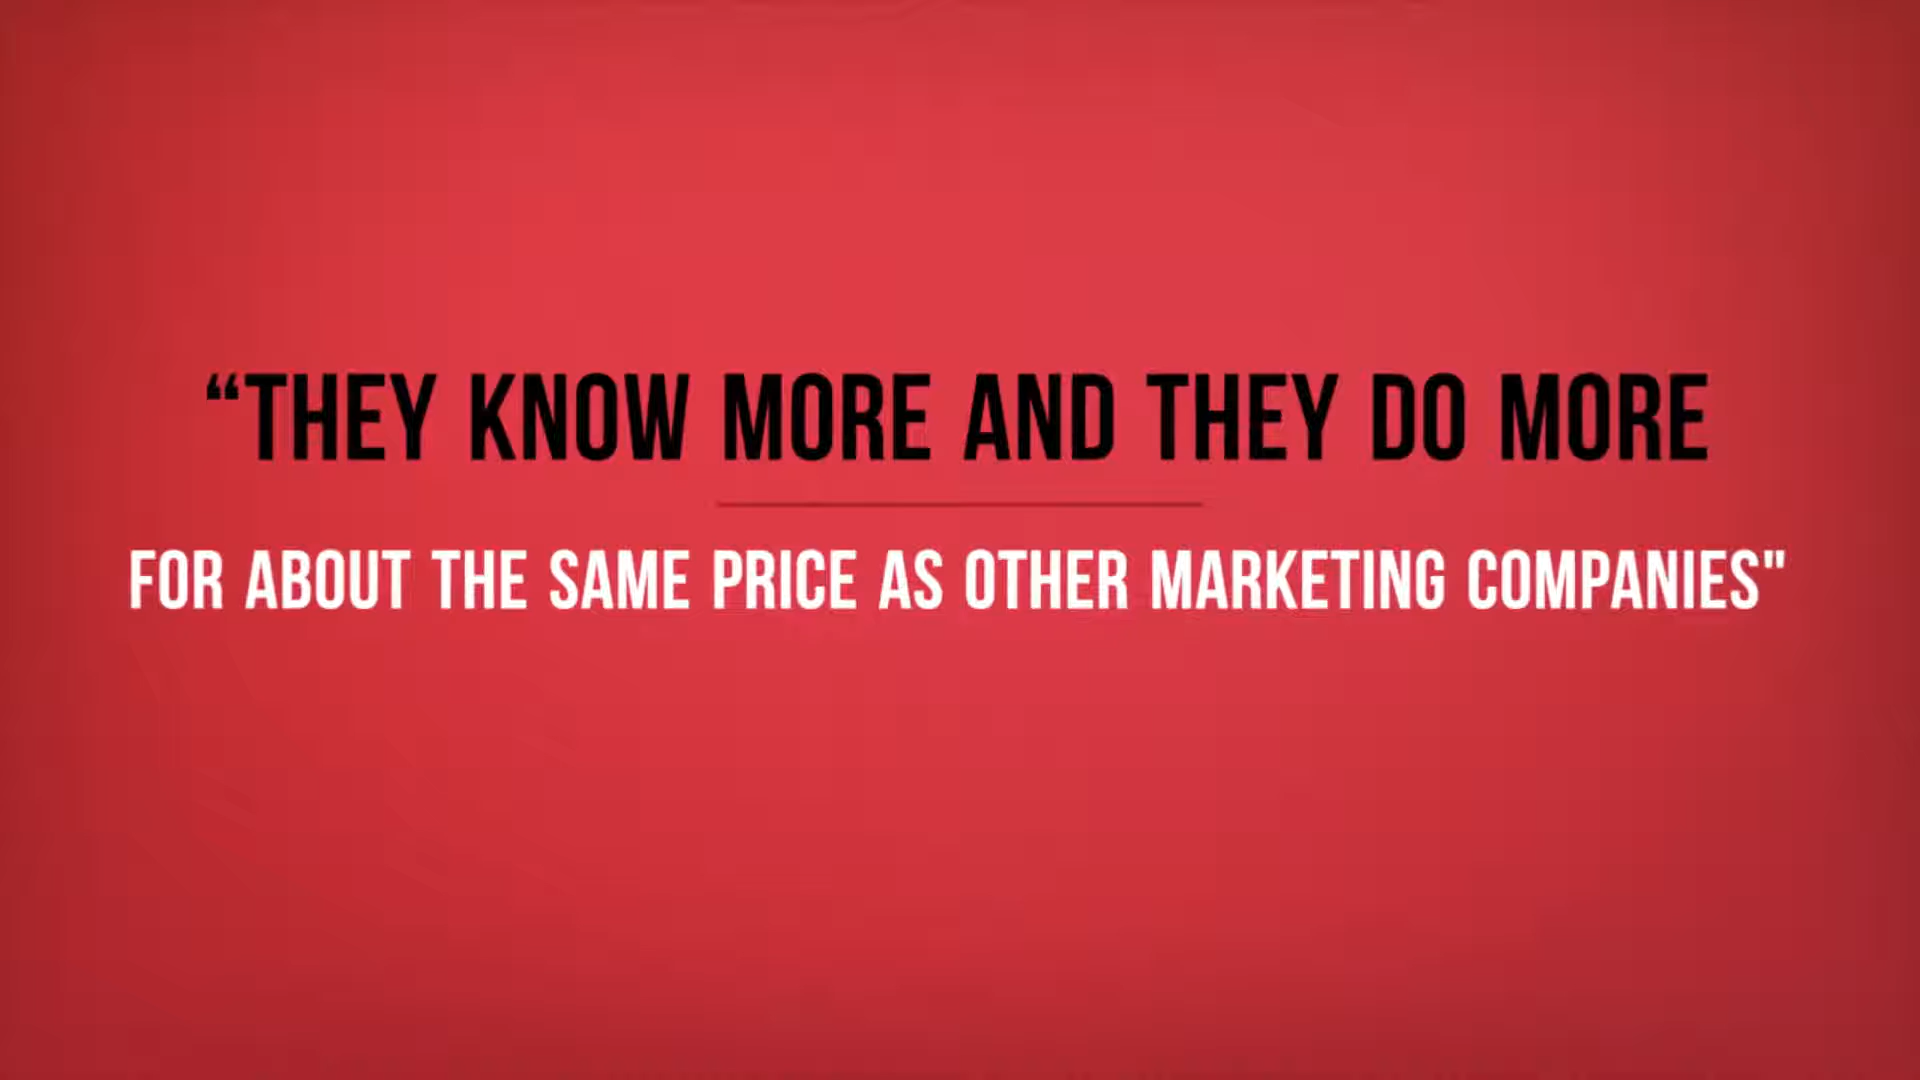 “THEY KNOW MORE AND THEY DO MORE
FOR ABOUT THE SAME PRICE AS OTHER MARKETING COMPANIES"